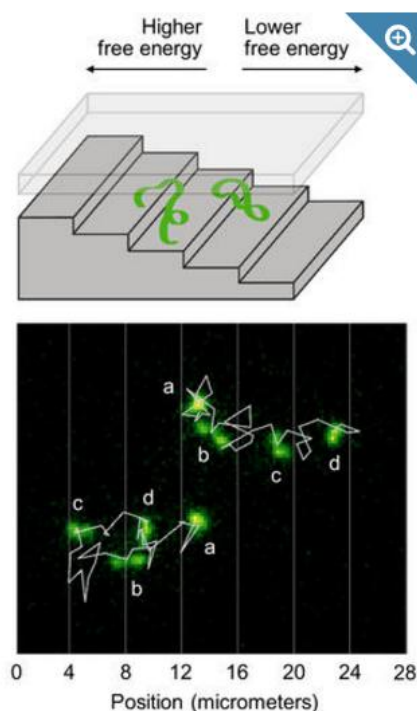 Higher free energy
Lower free energy
a
b
c
d
c
d
a
b
0 4 8 12 16 20 24 28
Position (micrometers)